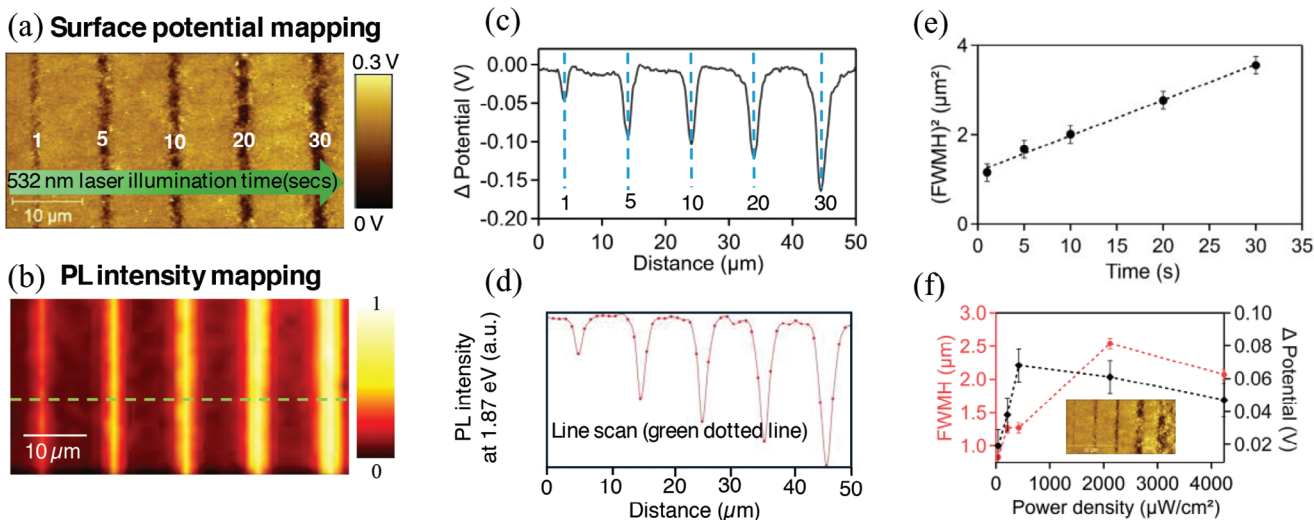 (a) Surface potential mapping
0.3 V
1 5 10 20 30
532 nm laser illumination time(secs)
10 μm
0 V
(b) PL intensity mapping
1
10 μm
0
(c)
Δ Potential (V)
0.00
-0.05
-0.10
-0.15
-0.20
1 5 10 20 30
0 10 20 30 40 50
Distance (μm)
(d)
PL intensity
at 1.87 eV (a.u.)
Line scan (green dotted line)
0 10 20 30 40 50
Distance (μm)
(e)
(FWMH)² (μm²)
4
2
0
0 5 10 15 20 25 30 35
Time (s)
(f)
FWMH (μm)
3.0
2.5
2.0
1.5
1.0
0.10
0.08
0.06
0.04
0.02
Δ Potential
(V)
0 1000 2000 3000 4000
Power density (μW/cm²)